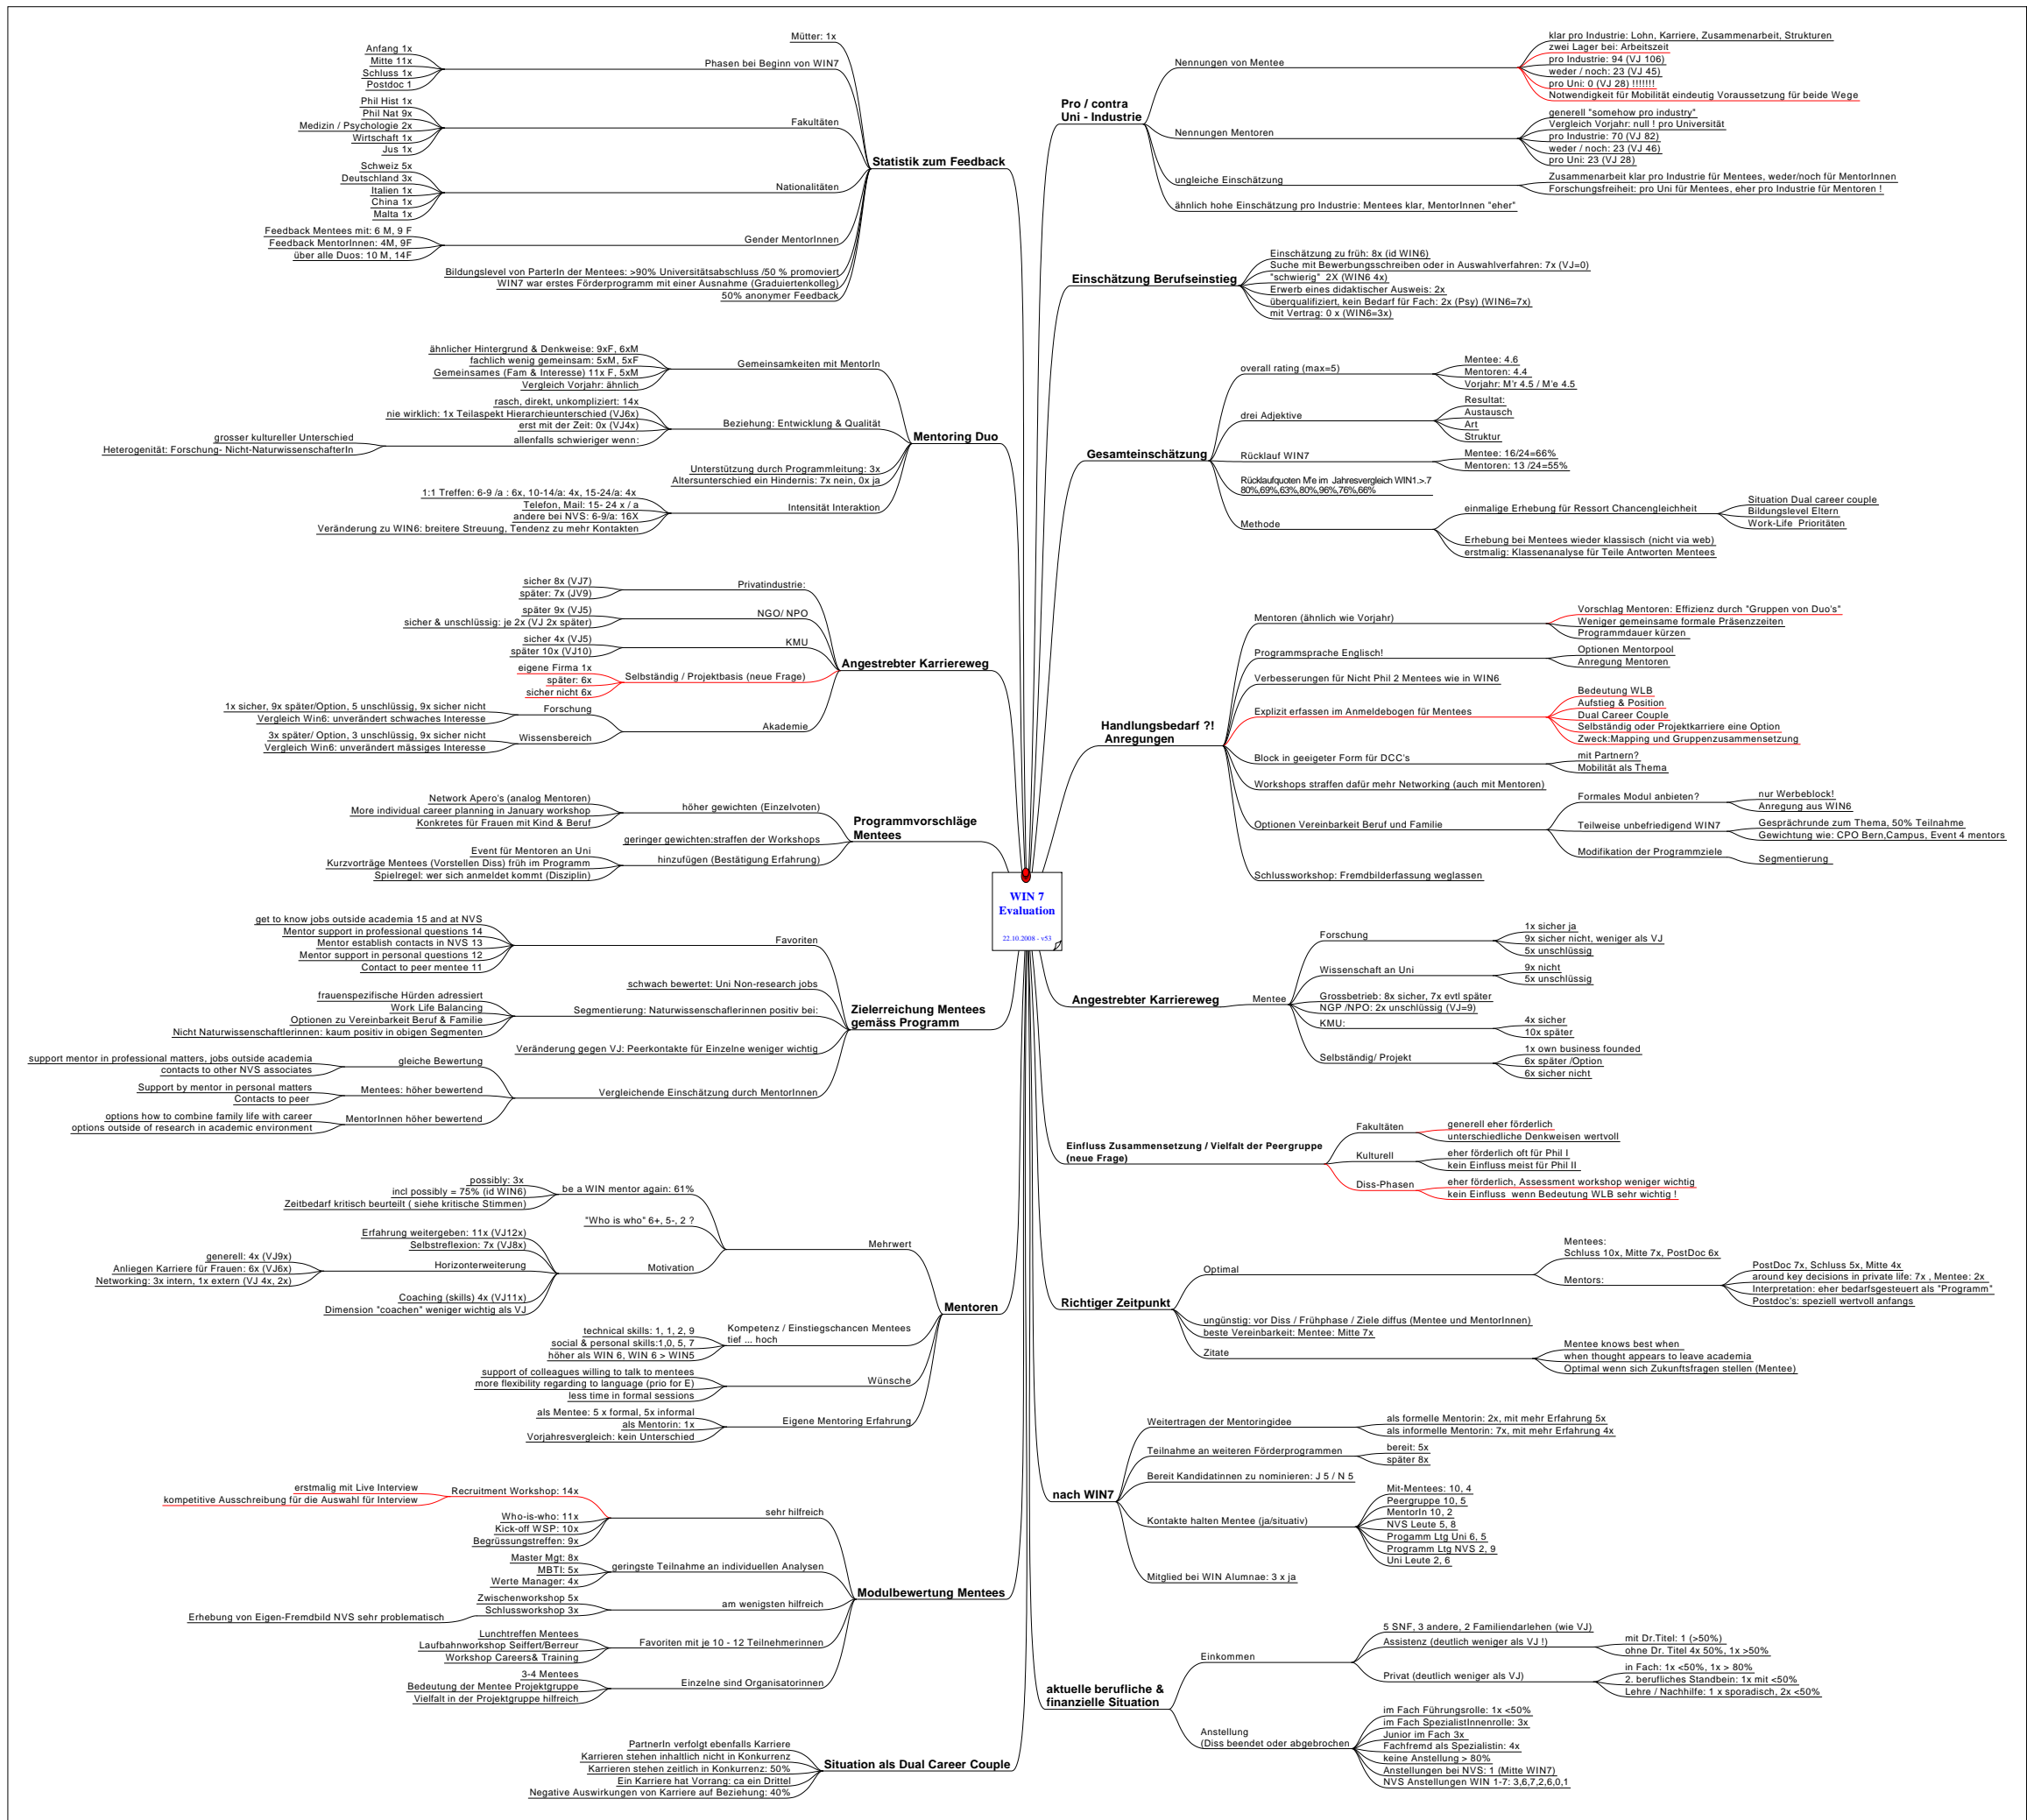 WIN 7
Evaluation
22.10.2008 - v53
Statistik zum Feedback
Mütter: 1x
Phasen bei Beginn von WIN7
Anfang 1x
Mitte 11x
Schluss 1x
Postdoc 1
Fakultäten
Phil Hist 1x
Phil Nat 9x
Medizin / Psychologie 2x
Wirtschaft 1x
Jus 1x
Nationalitäten
Schweiz 5x
Deutschland 3x
Italien 1x
China 1x
Malta 1x
Gender MentorInnen
Feedback Mentees mit: 6 M, 9 F
Feedback MentorInnen: 4M, 9F
über alle Duos: 10 M, 14F
Bildungslevel von ParterIn der Mentees: >90% Universitätsabschluss /50 % promoviert
WIN7 war erstes Förderprogramm mit einer Ausnahme (Graduiertenkolleg)
50% anonymer Feedback
Mentoring Duo
Gemeinsamkeiten mit MentorIn
ähnlicher Hintergrund & Denkweise: 9xF, 6xM
fachlich wenig gemeinsam: 5xM, 5xF
Gemeinsames (Fam & Interesse) 11x F, 5xM
Vergleich Vorjahr: ähnlich
Beziehung: Entwicklung & Qualität
rasch, direkt, unkompliziert: 14x
nie wirklich: 1x Teilaspekt Hierarchieunterschied (VJ6x)
erst mit der Zeit: 0x (VJ4x)
allenfalls schwieriger wenn:
grosser kultureller Unterschied
Heterogenität: Forschung- Nicht-NaturwissenschafterIn
Unterstützung durch Programmleitung: 3x
Altersunterschied ein Hindernis: 7x nein, 0x ja
Intensität Interaktion
1:1 Treffen: 6-9 /a : 6x, 10-14/a: 4x, 15-24/a: 4x
Telefon, Mail: 15- 24 x / a
andere bei NVS: 6-9/a: 16X
Veränderung zu WIN6: breitere Streuung, Tendenz zu mehr Kontakten
Angestrebter Karriereweg
Privatindustrie:
sicher 8x (VJ7)
später: 7x (JV9)
NGO/ NPO
später 9x (VJ5)
sicher & unschlüssig: je 2x (VJ 2x später)
KMU
sicher 4x (VJ5)
später 10x (VJ10)
Selbständig / Projektbasis (neue Frage)
eigene Firma 1x
später: 6x
sicher nicht 6x
Akademie
Forschung
1x sicher, 9x später/Option, 5 unschlüssig, 9x sicher nicht
Vergleich Win6: unverändert schwaches Interesse
Wissensbereich
3x später/ Option, 3 unschlüssig, 9x sicher nicht
Vergleich Win6: unverändert mässiges Interesse
Programmvorschläge
Mentees
höher gewichten (Einzelvoten)
Network Apero's (analog Mentoren)
More individual career planning in January workshop
Konkretes für Frauen mit Kind & Beruf
geringer gewichten:straffen der Workshops
hinzufügen (Bestätigung Erfahrung)
Event für Mentoren an Uni
Kurzvorträge Mentees (Vorstellen Diss) früh im Programm
Spielregel: wer sich anmeldet kommt (Disziplin)
Zielerreichung Mentees
gemäss Programm
Favoriten
get to know jobs outside academia 15 and at NVS
Mentor support in professional questions 14
Mentor establish contacts in NVS 13
Mentor support in personal questions 12
Contact to peer mentee 11
schwach bewertet: Uni Non-research jobs
Segmentierung: Naturwissenschaflerinnen positiv bei:
frauenspezifische Hürden adressiert
Work Life Balancing
Optionen zu Vereinbarkeit Beruf & Familie
Nicht Naturwissenschaftlerinnen: kaum positiv in obigen Segmenten
Veränderung gegen VJ: Peerkontakte für Einzelne weniger wichtig
Vergleichende Einschätzung durch MentorInnen
gleiche Bewertung
support mentor in professional matters, jobs outside academia
contacts to other NVS associates
Mentees: höher bewertend
Support by mentor in personal matters
Contacts to peer
MentorInnen höher bewertend
options how to combine family life with career
options outside of research in academic environment
Mentoren
Mehrwert
be a WIN mentor again: 61%
possibly: 3x
incl possibly = 75% (id WIN6)
Zeitbedarf kritisch beurteilt ( siehe kritische Stimmen)
"Who is who" 6+, 5-, 2 ?
Motivation
Erfahrung weitergeben: 11x (VJ12x)
Selbstreflexion: 7x (VJ8x)
Horizonterweiterung
generell: 4x (VJ9x)
Anliegen Karriere für Frauen: 6x (VJ6x)
Networking: 3x intern, 1x extern (VJ 4x, 2x)
Coaching (skills) 4x (VJ11x)
Dimension "coachen" weniger wichtig als VJ
Kompetenz / Einstiegschancen Mentees
tief ... hoch
technical skills: 1, 1, 2, 9
social & personal skills:1,0, 5, 7
höher als WIN 6, WIN 6 > WIN5
Wünsche
support of colleagues willing to talk to mentees
more flexibility regarding to language (prio for E)
less time in formal sessions
Eigene Mentoring Erfahrung
als Mentee: 5 x formal, 5x informal
als Mentorin: 1x
Vorjahresvergleich: kein Unterschied
Modulbewertung Mentees
sehr hilfreich
Recruitment Workshop: 14x
erstmalig mit Live Interview
kompetitive Ausschreibung für die Auswahl für Interview
Who-is-who: 11x
Kick-off WSP: 10x
Begrüssungstreffen: 9x
geringste Teilnahme an individuellen Analysen
Master Mgt: 8x
MBTI: 5x
Werte Manager: 4x
am wenigsten hilfreich
Zwischenworkshop 5x
Schlussworkshop 3x
Erhebung von Eigen-Fremdbild NVS sehr problematisch
Favoriten mit je 10 - 12 Teilnehmerinnen
Lunchtreffen Mentees
Laufbahnworkshop Seiffert/Berreur
Workshop Careers& Training
Einzelne sind Organisatorinnen
3-4 Mentees
Bedeutung der Mentee Projektgruppe
Vielfalt in der Projektgruppe hilfreich
Situation als Dual Career Couple
PartnerIn verfolgt ebenfalls Karriere
Karrieren stehen inhaltlich nicht in Konkurrenz
Karrieren stehen zeitlich in Konkurrenz: 50%
Ein Karriere hat Vorrang: ca ein Drittel
Negative Auswirkungen von Karriere auf Beziehung: 40%
Pro / contra
Uni - Industrie
Nennungen von Mentee
klar pro Industrie: Lohn, Karriere, Zusammenarbeit, Strukturen
zwei Lager bei: Arbeitszeit
pro Industrie: 94 (VJ 106)
weder / noch: 23 (VJ 45)
pro Uni: 0 (VJ 28) !!!!!!!
Notwendigkeit für Mobilität eindeutig Voraussetzung für beide Wege
Nennungen Mentoren
generell "somehow pro industry"
Vergleich Vorjahr: null ! pro Universität
pro Industrie: 70 (VJ 82)
weder / noch: 23 (VJ 46)
pro Uni: 23 (VJ 28)
ungleiche Einschätzung
Zusammenarbeit klar pro Industrie für Mentees, weder/noch für MentorInnen
Forschungsfreiheit: pro Uni für Mentees, eher pro Industrie für Mentoren !
ähnlich hohe Einschätzung pro Industrie: Mentees klar, MentorInnen "eher"
Einschätzung Berufseinstieg
Einschätzung zu früh: 8x (id WIN6)
Suche mit Bewerbungsschreiben oder in Auswahlverfahren: 7x (VJ=0)
"schwierig" 2X (WIN6 4x)
Erwerb eines didaktischer Ausweis: 2x
überqualifiziert, kein Bedarf für Fach: 2x (Psy) (WIN6=7x)
mit Vertrag: 0 x (WIN6=3x)
Gesamteinschätzung
overall rating (max=5)
Mentee: 4.6
Mentoren: 4.4
Vorjahr: M'r 4.5 / M'e 4.5
drei Adjektive
Resultat:
Austausch
Art
Struktur
Rücklauf WIN7
Mentee: 16/24=66%
Mentoren: 13 /24=55%
Rücklaufquoten M'e im Jahresvergleich WIN1.>.7
80%,69%,63%,80%,96%,76%,66%
Methode
einmalige Erhebung für Ressort Chancengleichheit
Situation Dual career couple
Bildungslevel Eltern
Work-Life Prioritäten
Erhebung bei Mentees wieder klassisch (nicht via web)
erstmalig: Klassenanalyse für Teile Antworten Mentees
Handlungsbedarf ?!
Anregungen
Mentoren (ähnlich wie Vorjahr)
Vorschlag Mentoren: Effizienz durch "Gruppen von Duo's"
Weniger gemeinsame formale Präsenzzeiten
Programmdauer kürzen
Programmsprache Englisch!
Optionen Mentorpool
Anregung Mentoren
Verbesserungen für Nicht Phil 2 Mentees wie in WIN6
Explizit erfassen im Anmeldebogen für Mentees
Bedeutung WLB
Aufstieg & Position
Dual Career Couple
Selbständig oder Projektkarriere eine Option
Zweck:Mapping und Gruppenzusammensetzung
Block in geeigeter Form für DCC's
mit Partnern?
Mobilität als Thema
Workshops straffen dafür mehr Networking (auch mit Mentoren)
Optionen Vereinbarkeit Beruf und Familie
Formales Modul anbieten?
nur Werbeblock!
Anregung aus WIN6
Teilweise unbefriedigend WIN7
Gesprächrunde zum Thema, 50% Teilnahme
Gewichtung wie: CPO Bern,Campus, Event 4 mentors
Modifikation der Programmziele
Segmentierung
Schlussworkshop: Fremdbilderfassung weglassen
Angestrebter Karriereweg
Mentee
Forschung
1x sicher ja
9x sicher nicht, weniger als VJ
5x unschlüssig
Wissenschaft an Uni
9x nicht
5x unschlüssig
Grossbetrieb: 8x sicher, 7x evtl später
NGP /NPO: 2x unschlüssig (VJ=9)
KMU:
4x sicher
10x später
Selbständig/ Projekt
1x own business founded
6x später /Option
6x sicher nicht
Einfluss Zusammensetzung / Vielfalt der Peergruppe
(neue Frage)
Fakultäten
generell eher förderlich
unterschiedliche Denkweisen wertvoll
Kulturell
eher förderlich oft für Phil I
kein Einfluss meist für Phil II
Diss-Phasen
eher förderlich, Assessment workshop weniger wichtig
kein Einfluss wenn Bedeutung WLB sehr wichtig !
Richtiger Zeitpunkt
Optimal
Mentees:
Schluss 10x, Mitte 7x, PostDoc 6x
Mentors:
PostDoc 7x, Schluss 5x, Mitte 4x
around key decisions in private life: 7x , Mentee: 2x
Interpretation: eher bedarfsgesteuert als "Programm"
Postdoc's: speziell wertvoll anfangs
ungünstig: vor Diss / Frühphase / Ziele diffus (Mentee und MentorInnen)
beste Vereinbarkeit: Mentee: Mitte 7x
Zitate
Mentee knows best when
when thought appears to leave academia
Optimal wenn sich Zukunftsfragen stellen (Mentee)
nach WIN7
Weitertragen der Mentoringidee
als formelle Mentorin: 2x, mit mehr Erfahrung 5x
als informelle Mentorin: 7x, mit mehr Erfahrung 4x
Teilnahme an weiteren Förderprogrammen
bereit: 5x
später 8x
Bereit Kandidatinnen zu nominieren: J 5 / N 5
Kontakte halten Mentee (ja/situativ)
Mit-Mentees: 10, 4
Peergruppe 10, 5
MentorIn 10, 2
NVS Leute 5, 8
Progamm Ltg Uni 6, 5
Programm Ltg NVS 2, 9
Uni Leute 2, 6
Mitglied bei WIN Alumnae: 3 x ja
aktuelle berufliche &
finanzielle Situation
Einkommen
5 SNF, 3 andere, 2 Familiendarlehen (wie VJ)
Assistenz (deutlich weniger als VJ !)
mit Dr.Titel: 1 (>50%)
ohne Dr. Titel 4x 50%, 1x >50%
Privat (deutlich weniger als VJ)
in Fach: 1x <50%, 1x > 80%
2. berufliches Standbein: 1x mit <50%
Lehre / Nachhilfe: 1 x sporadisch, 2x <50%
Anstellung
(Diss beendet oder abgebrochen
im Fach Führungsrolle: 1x <50%
im Fach SpezialistInnenrolle: 3x
Junior im Fach 3x
Fachfremd als Spezialistin: 4x
keine Anstellung > 80%
Anstellungen bei NVS: 1 (Mitte WIN7)
NVS Anstellungen WIN 1-7: 3,6,7,2,6,0,1